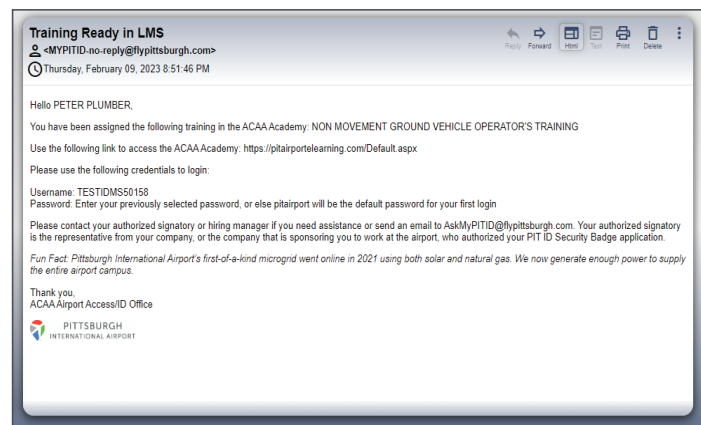 Training Ready in LMS
<MYPITID-no-reply@flypittsburgh.com>
Thursday, February 09, 2023 8:51:46 PM
Reply Forward Html Text Print Delete
Hello PETER PLUMBER,
You have been assigned the following training in the ACAA Academy: NON MOVEMENT GROUND VEHICLE OPERATOR'S TRAINING
Use the following link to access the ACAA Academy: https://pitairportelearning.com/Default.aspx
Please use the following credentials to login:
Username: TESTIDMS50158
Password: Enter your previously selected password, or else pitairport will be the default password for your first login
Please contact your authorized signatory or hiring manager if you need assistance or send an email to AskMyPITID@flypittsburgh.com. Your authorized signatory
is the representative from your company, or the company that is sponsoring you to work at the airport, who authorized your PIT ID Security Badge application.
Fun Fact: Pittsburgh International Airport's first-of-a-kind microgrid went online in 2021 using both solar and natural gas. We now generate enough power to supply
the entire airport campus.
Thank you,
ACAA Airport Access/ID Office
PITTSBURGH
INTERNATIONAL AIRPORT